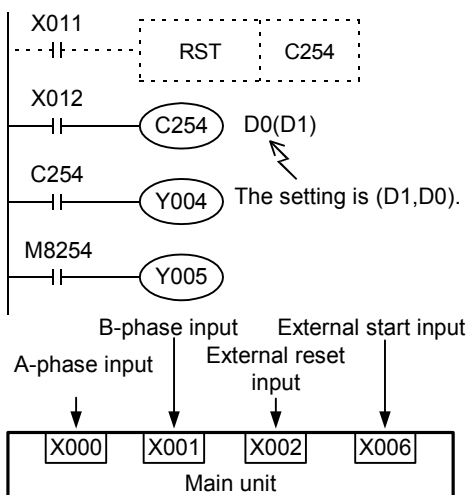 X011
RST C254
X012
C254 D0(D1)
C254
The setting is (D1,D0).
Y004
M8254
Y005
B-phase input External start input
A-phase input External reset
input
X000 X001 X002 X006
Main unit